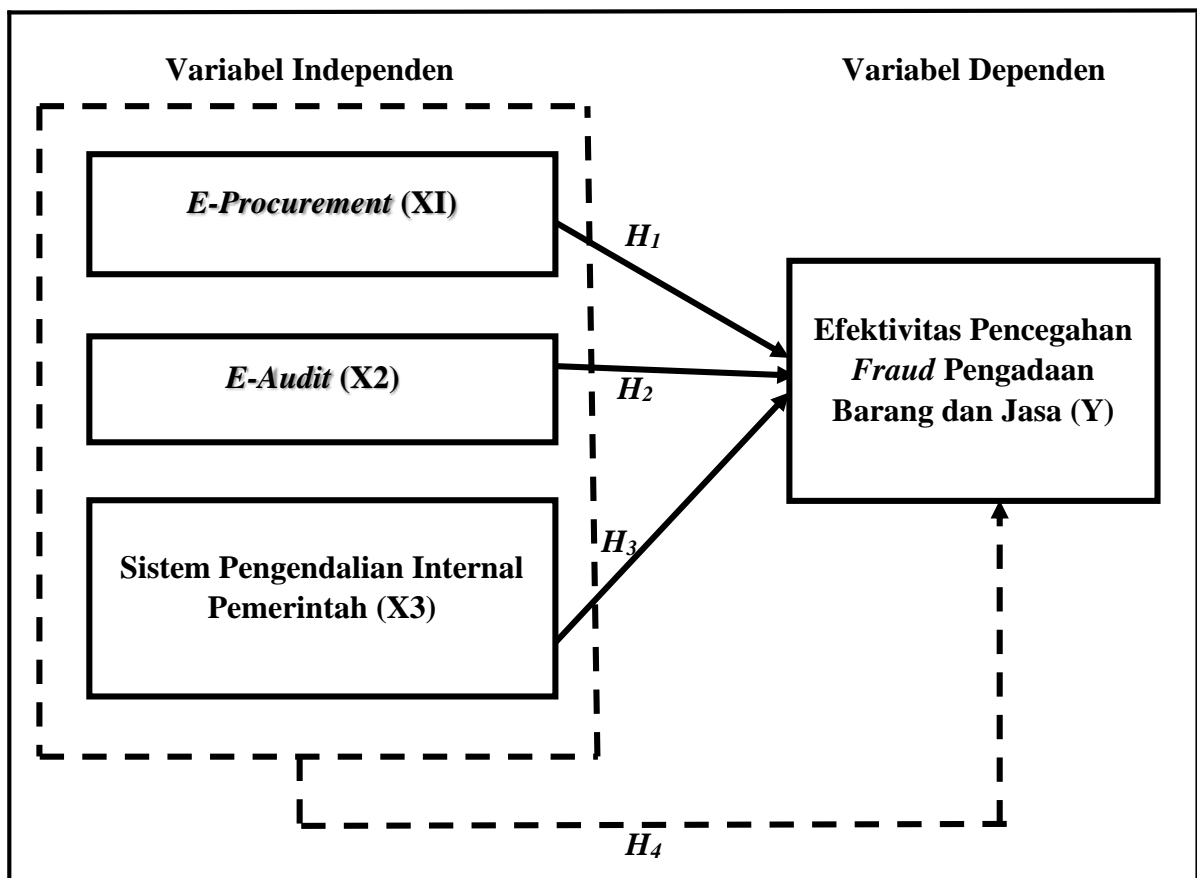 Variabel Independen
Variabel Dependen
E-Procurement (XI)
H1
E-Audit (X2)
H2
Efektivitas Pencegahan
Fraud Pengadaan
Barang dan Jasa (Y)
Sistem Pengendalian Internal
Pemerintah (X3)
H3
H4